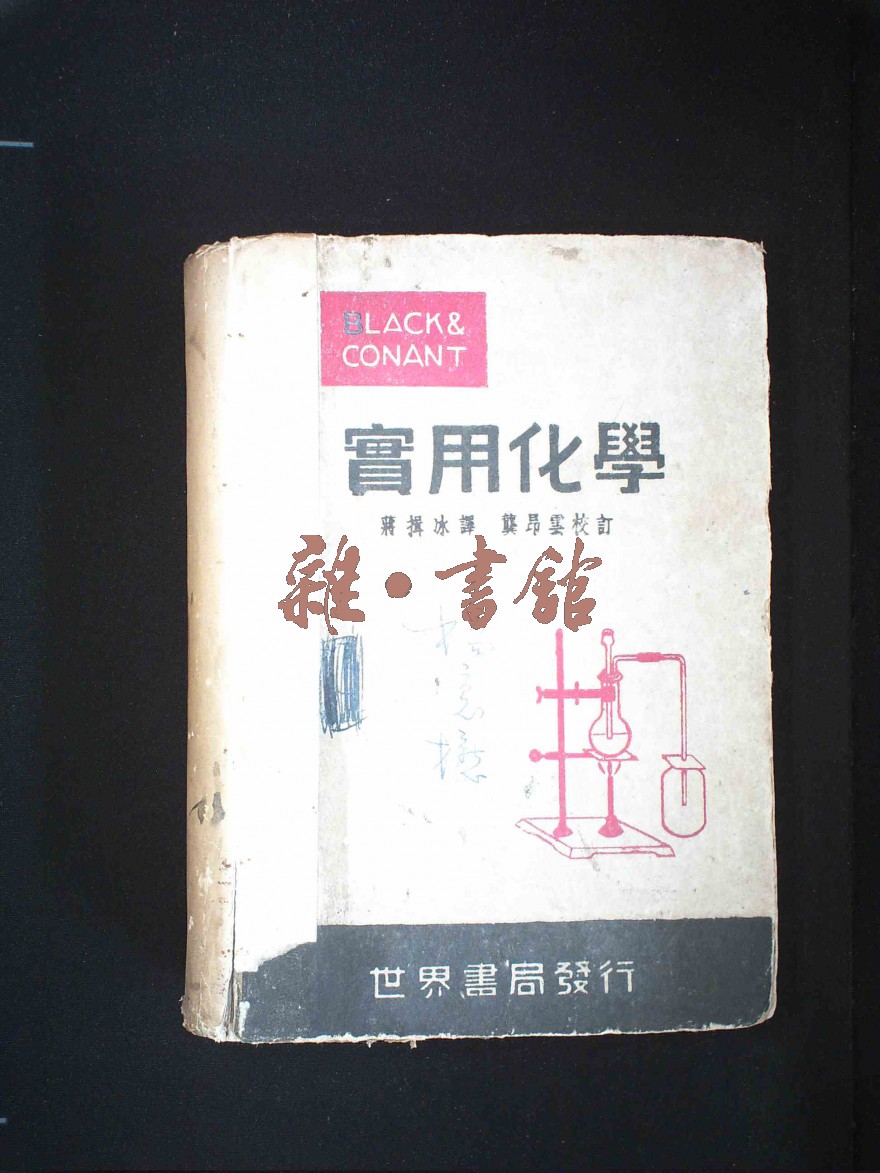 BLACK &
CONANT
實用化學
蔣揖冰譯 龔昂雲校訂
雜·書館
世界書局發行